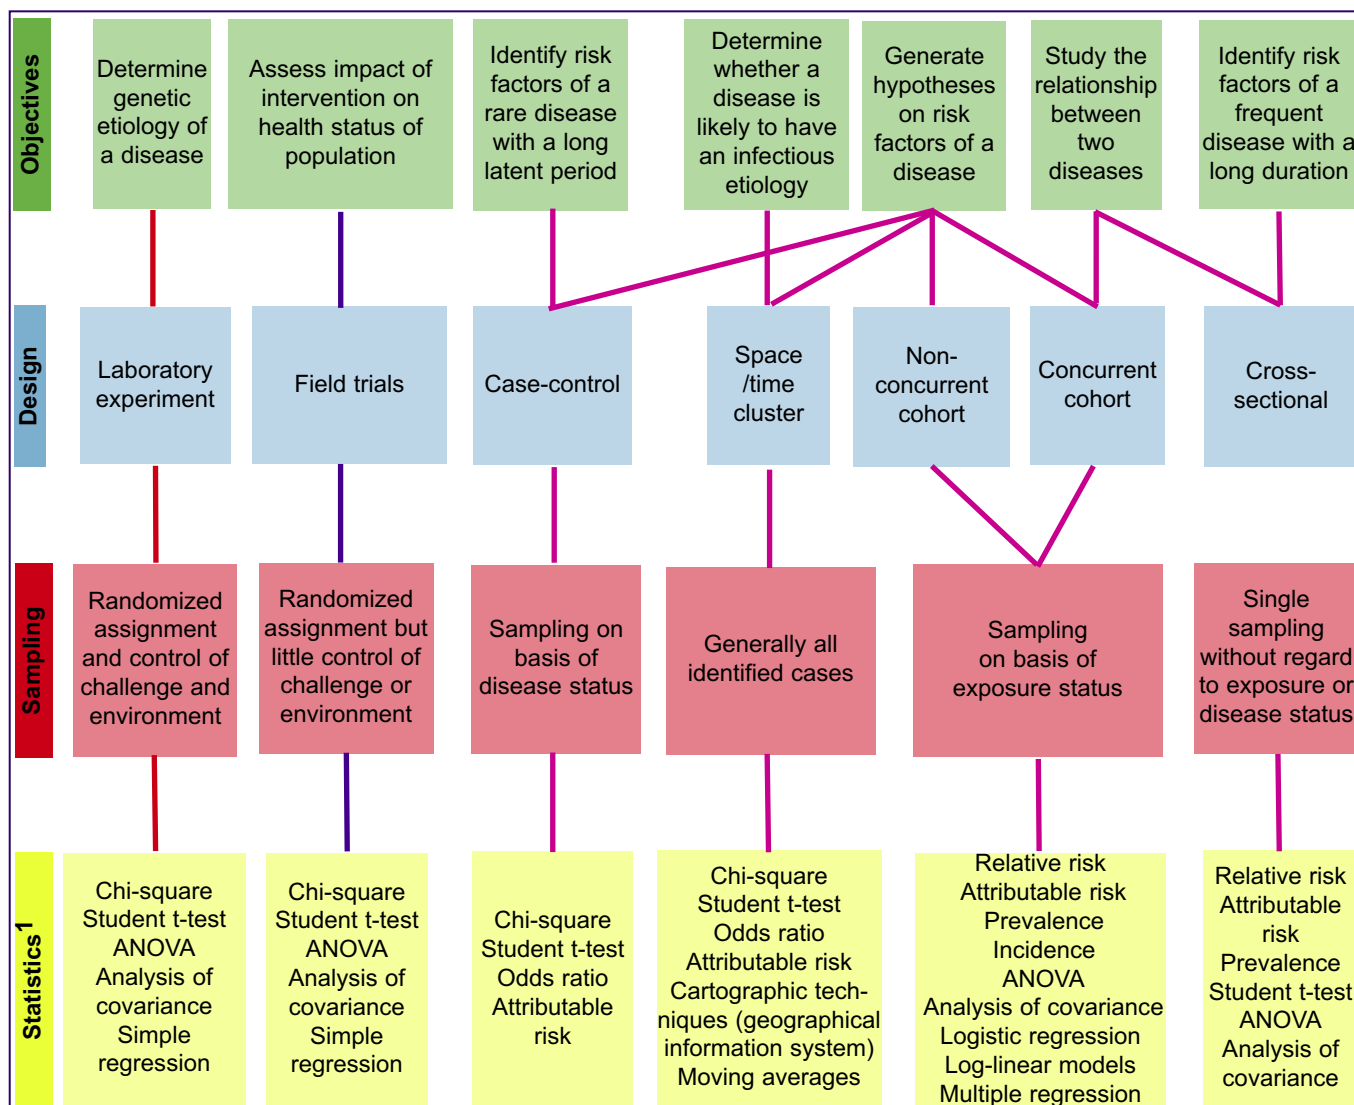 Objectives
Determine
genetic
etiology of
a disease
Assess impact of
intervention on
health status of
population
Identify risk
factors of a
rare disease
with a long
latent period
Determine
whether a
disease is
likely to have
an infectious
etiology
Generate
hypotheses
on risk
factors of a
disease
Study the
relationship
between
two
diseases
Identify risk
factors of a
frequent
disease with a
long duration
Design
Laboratory
experiment
Field trials
Case-control
Space
/time
cluster
Non-
concurrent
cohort
Concurrent
cohort
Cross-
sectional
Sampling
Randomized
assignment
and control of
challenge and
environment
Randomized
assignment but
little control of
challenge or
environment
Sampling on
basis of
disease status
Generally all
identified cases
Sampling
on basis of
exposure status
Single
sampling
without regard
to exposure or
disease status
Statistics1
Chi-square
Student t-test
ANOVA
Analysis of
covariance
Simple
regression
Chi-square
Student t-test
ANOVA
Analysis of
covariance
Simple
regression
Chi-square
Student t-test
Odds ratio
Attributable
risk
Chi-square
Student t-test
Odds ratio
Attributable risk
Cartographic tech-
niques (geographical
information system)
Moving averages
Relative risk
Attributable risk
Prevalence
Incidence
ANOVA
Analysis of covariance
Logistic regression
Log-linear models
Multiple regression
Relative risk
Attributable
risk
Prevalence
Student t-test
ANOVA
Analysis of
covariance